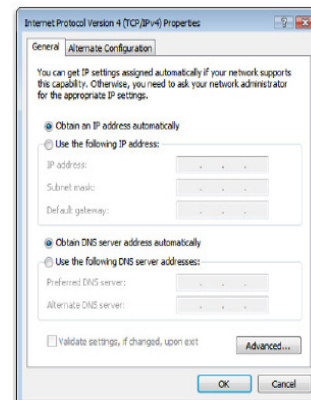 Internet Protocol Version 4 (TCP/IPv4) Properties
General
Alternate Configuration
You can get IP settings assigned automatically if your network supports
this capability. Otherwise, you need to ask your network administrator
for the appropriate IP settings.
Obtain an IP address automatically
Use the following IP address:
IP address:
Subnet mask:
Default gateway:
Obtain DNS server address automatically
Use the following DNS server addresses:
Preferred DNS server:
Alternate DNS server:
Validate settings, if changed, upon exit
Advanced...
OK
Cancel